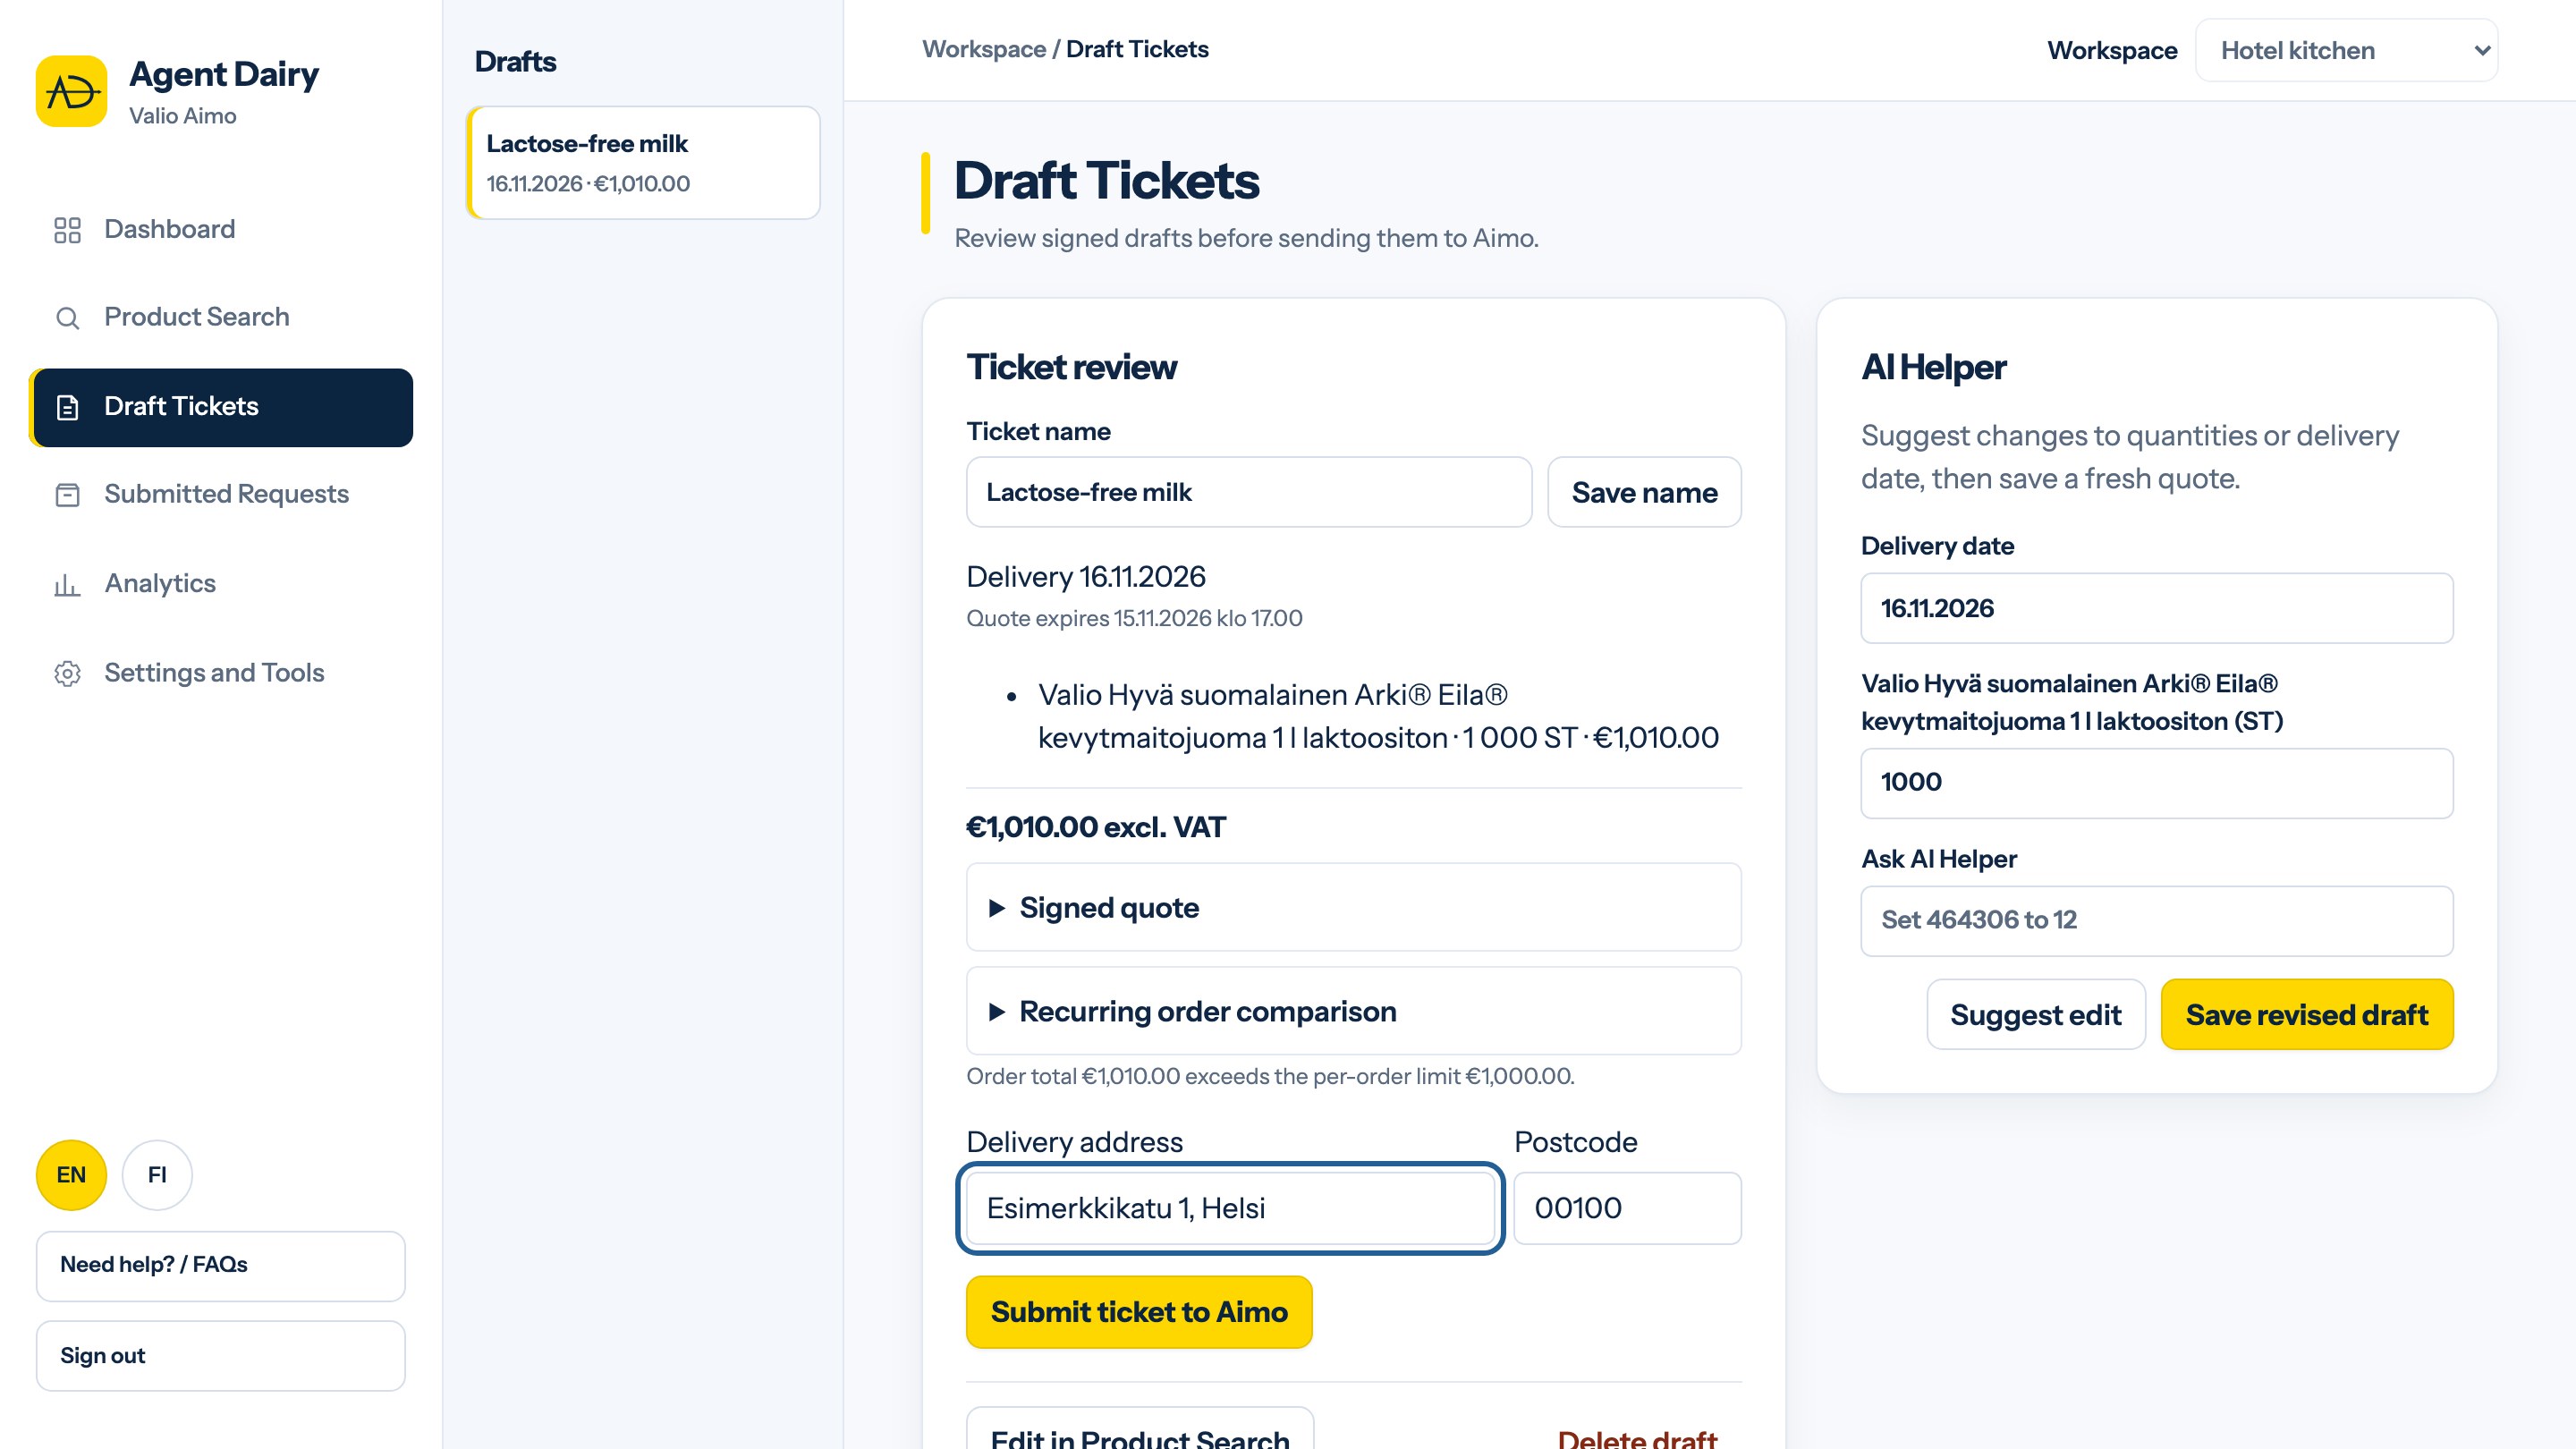 Agent Dairy
Valio Aimo
Dashboard
Product Search
Draft Tickets
Submitted Requests
Analytics
Settings and Tools
EN
FI
Need help? / FAQs
Sign out
Drafts
Lactose-free milk
16.11.2026 · €1,010.00
Workspace / Draft Tickets
Workspace
Hotel kitchen
Draft Tickets
Review signed drafts before sending them to Aimo.
Ticket review
Ticket name
Lactose-free milk
Save name
Delivery 16.11.2026
Quote expires 15.11.2026 klo 17.00
• Valio Hyvä suomalainen Arki® Eila®
kevytmaitojuoma 1 l laktoositon · 1 000 ST · €1,010.00
€1,010.00 excl. VAT
Signed quote
Recurring order comparison
Order total €1,010.00 exceeds the per-order limit €1,000.00.
Delivery address
Postcode
Esimerkkikatu 1, Helsi
00100
Submit ticket to Aimo
Edit in Product Search
Delete draft
AI Helper
Suggest changes to quantities or delivery
date, then save a fresh quote.
Delivery date
16.11.2026
Valio Hyvä suomalainen Arki® Eila®
kevytmaitojuoma 1 l laktoositon (ST)
1000
Ask AI Helper
Set 464306 to 12
Suggest edit
Save revised draft